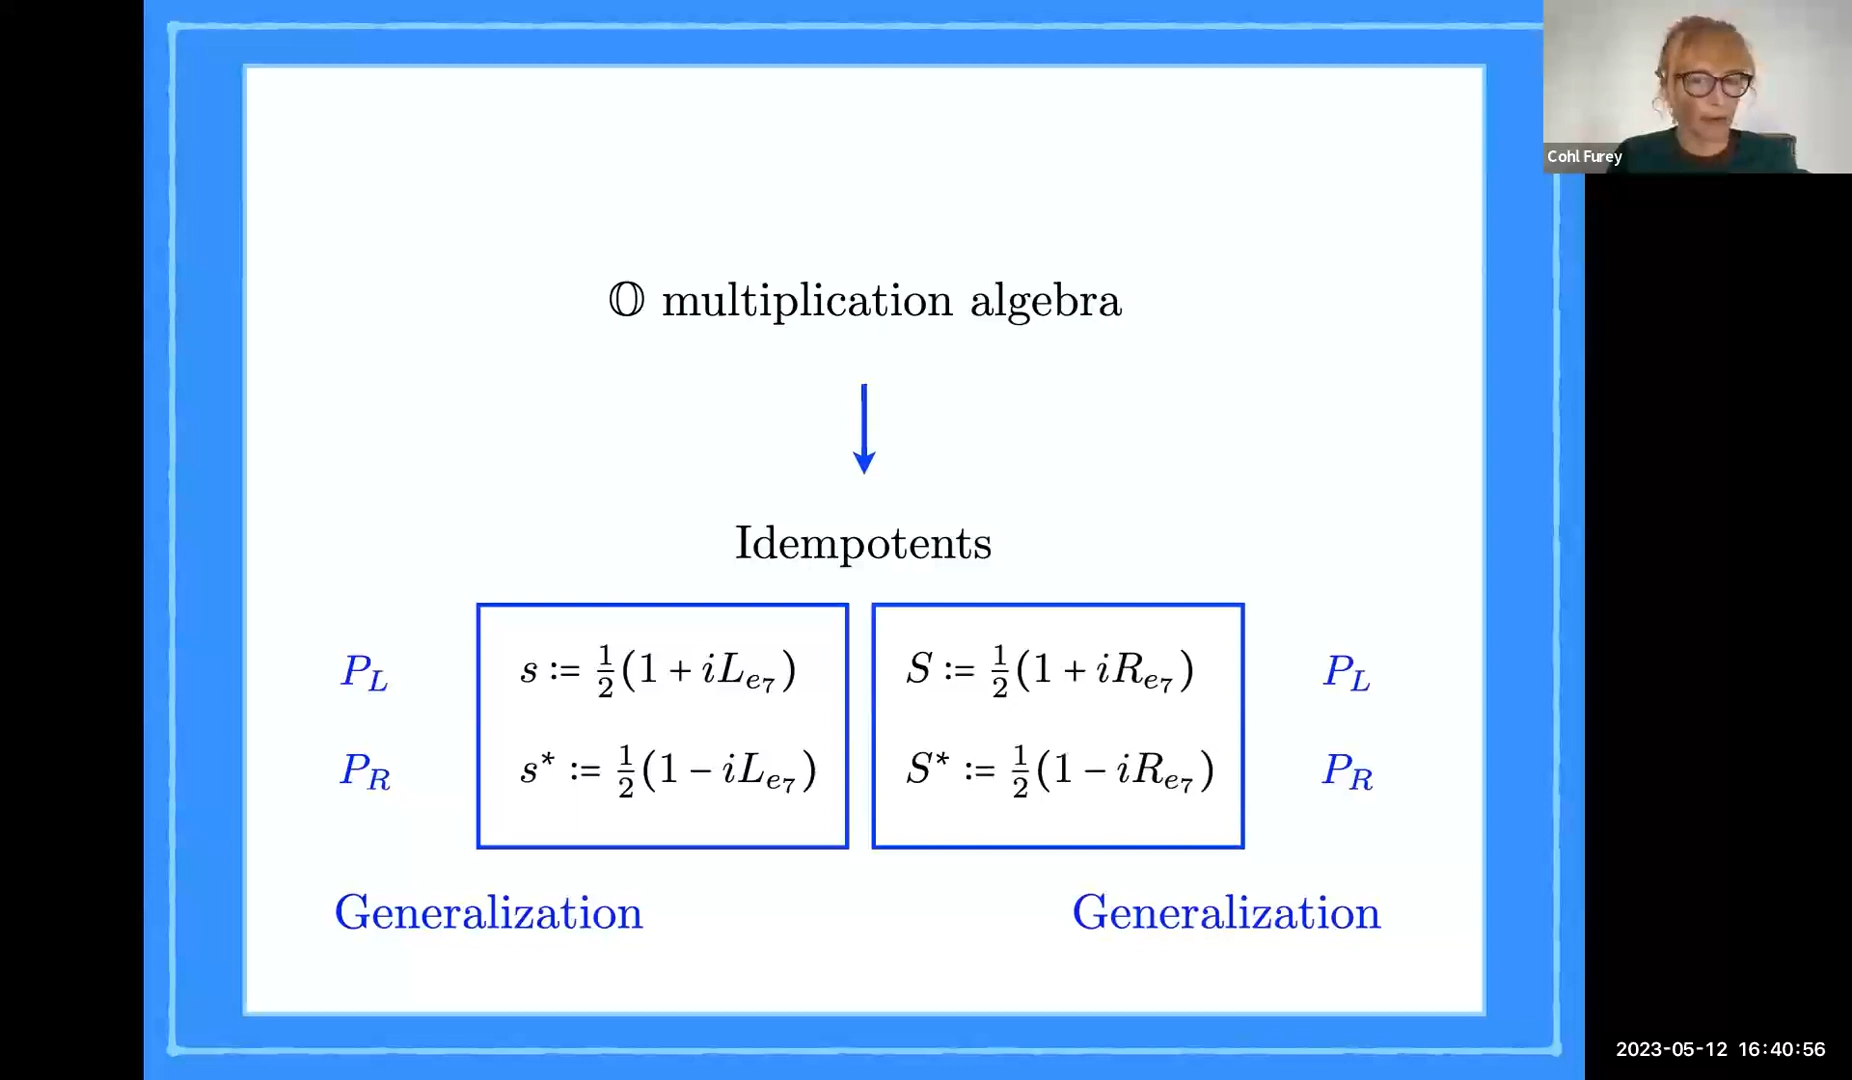 Cohl Furey
𝕆 multiplication algebra
Idempotents
P_L s := 1/2(1 + iL_{e_7}) S := 1/2(1 + iR_{e_7}) P_L
P_R s* := 1/2(1 − iL_{e_7}) S* := 1/2(1 − iR_{e_7}) P_R
Generalization Generalization
2023-05-12 16:40:56